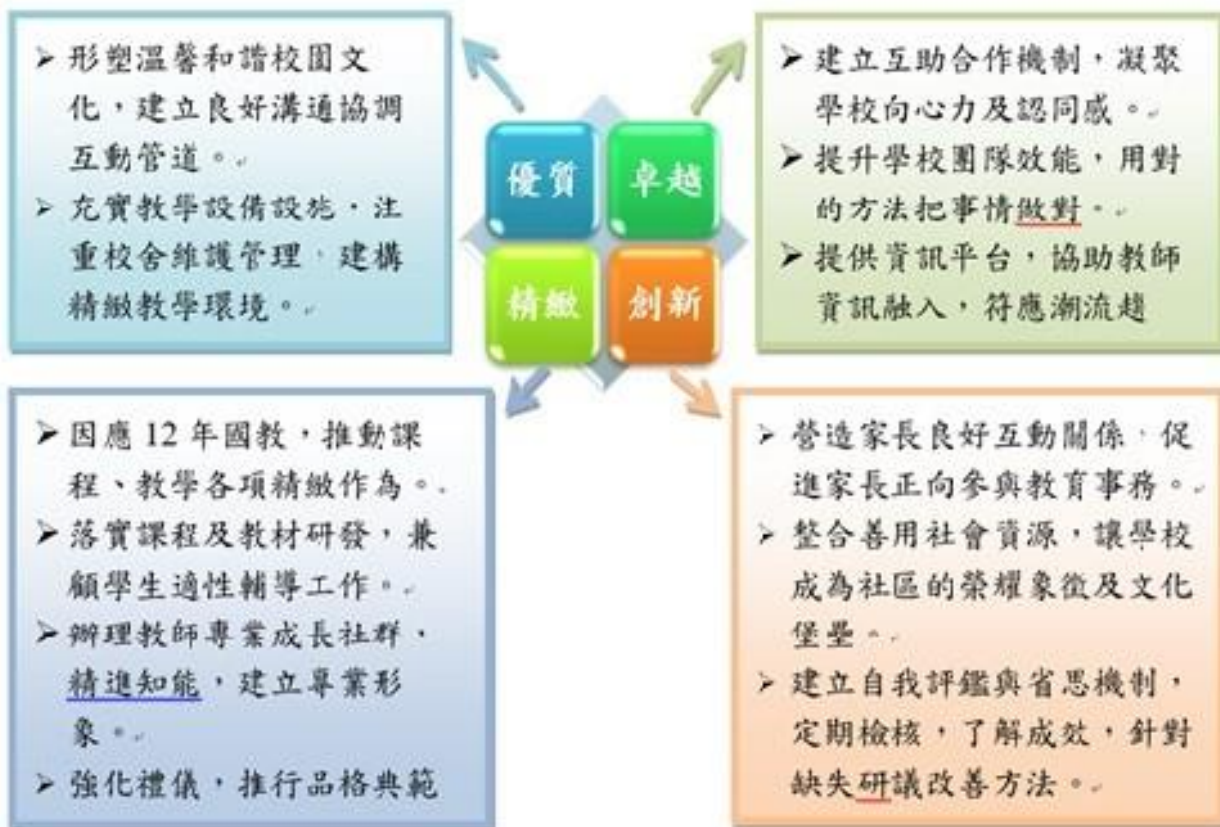 ➢ 形塑溫馨和諧校園文
化，建立良好溝通協調
互動管道。
➢ 充實教學設備設施，注
重校舍維護管理，建構
精緻教學環境。
優質
卓越
精緻
創新
➢ 建立互助合作機制，凝聚
學校向心力及認同感。
➢ 提升學校團隊效能，用對
的方法把事情做對。
➢ 提供資訊平台，協助教師
資訊融入，符應潮流趨
➢ 因應 12 年國教，推動課
程、教學各項精緻作為。
➢ 落實課程及教材研發，兼
顧學生適性輔導工作。
➢ 辦理教師專業成長社群，
精進知能，建立專業形
象。
➢ 強化禮儀，推行品格典範
➢ 營造家長良好互動關係，促
進家長正向參與教育事務。
➢ 整合善用社會資源，讓學校
成為社區的榮耀象徵及文化
堡壘。
➢ 建立自我評鑑與省思機制，
定期檢核，了解成效，針對
缺失研議改善方法。